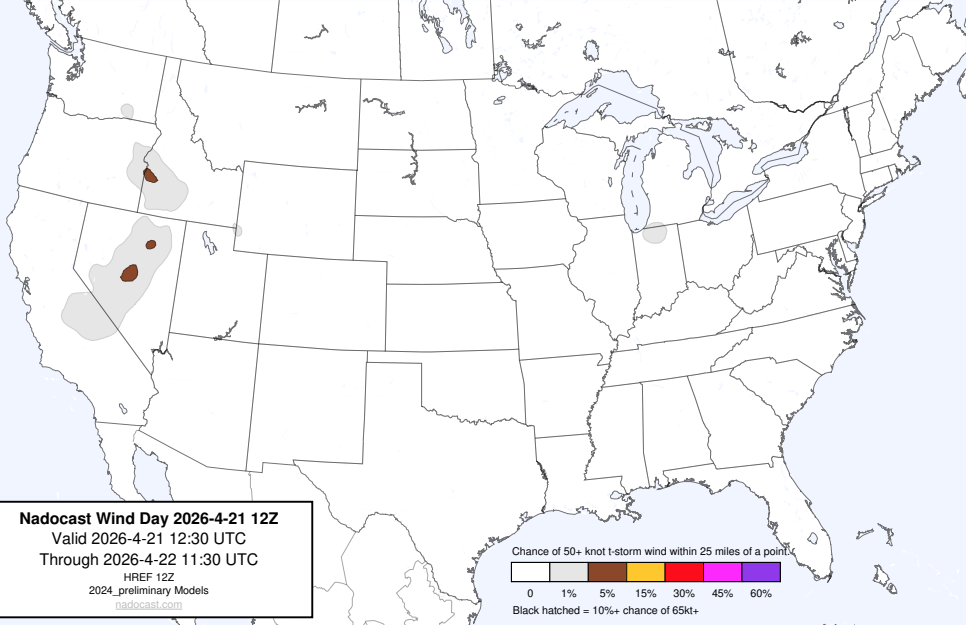 Nadocast Wind Day 2026-4-21 12Z
Valid 2026-4-21 12:30 UTC
Through 2026-4-22 11:30 UTC
HREF 12Z
2024_preliminary Models
nadocast.com
Chance of 50+ knot t-storm wind within 25 miles of a point.
0 1% 5% 15% 30% 45% 60%
Black hatched = 10%+ chance of 65kt+